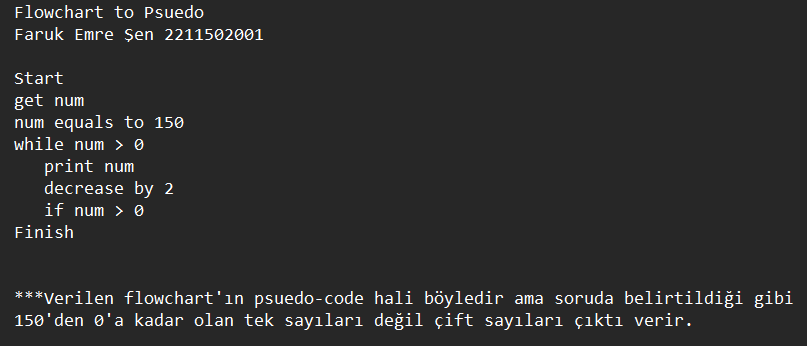 Flowchart to Psuedo
Faruk Emre Şen 2211502001
Start
get num
num equals to 150
while num > 0
print num
decrease by 2
if num > 0
Finish
***Verilen flowchart'ın psuedo-code hali böyledir ama soruda belirtildiği gibi
150'den 0'a kadar olan tek sayıları değil çift sayıları çıktı verir.